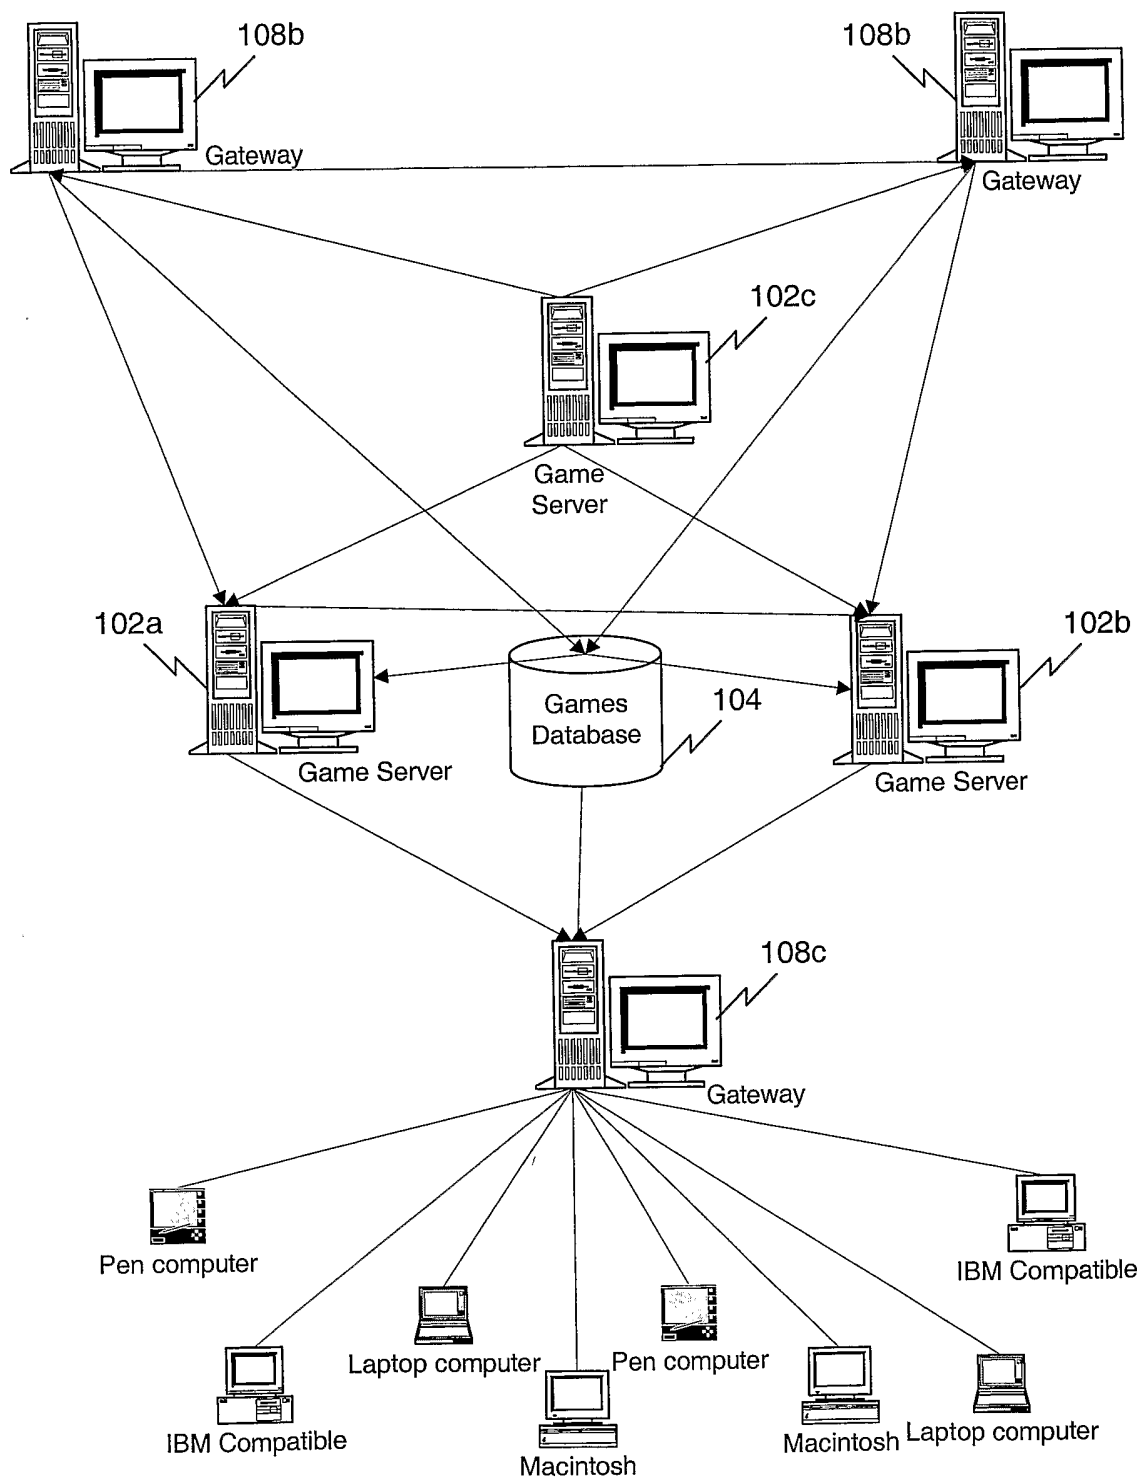 108b
108b
Gateway
Gateway
102c
Game
Server
102a
102b
104
Games
Database
Game Server
Game Server
108c
Gateway
Pen computer
IBM Compatible
Laptop computer
Pen computer
IBM Compatible
Macintosh
Macintosh
Laptop computer